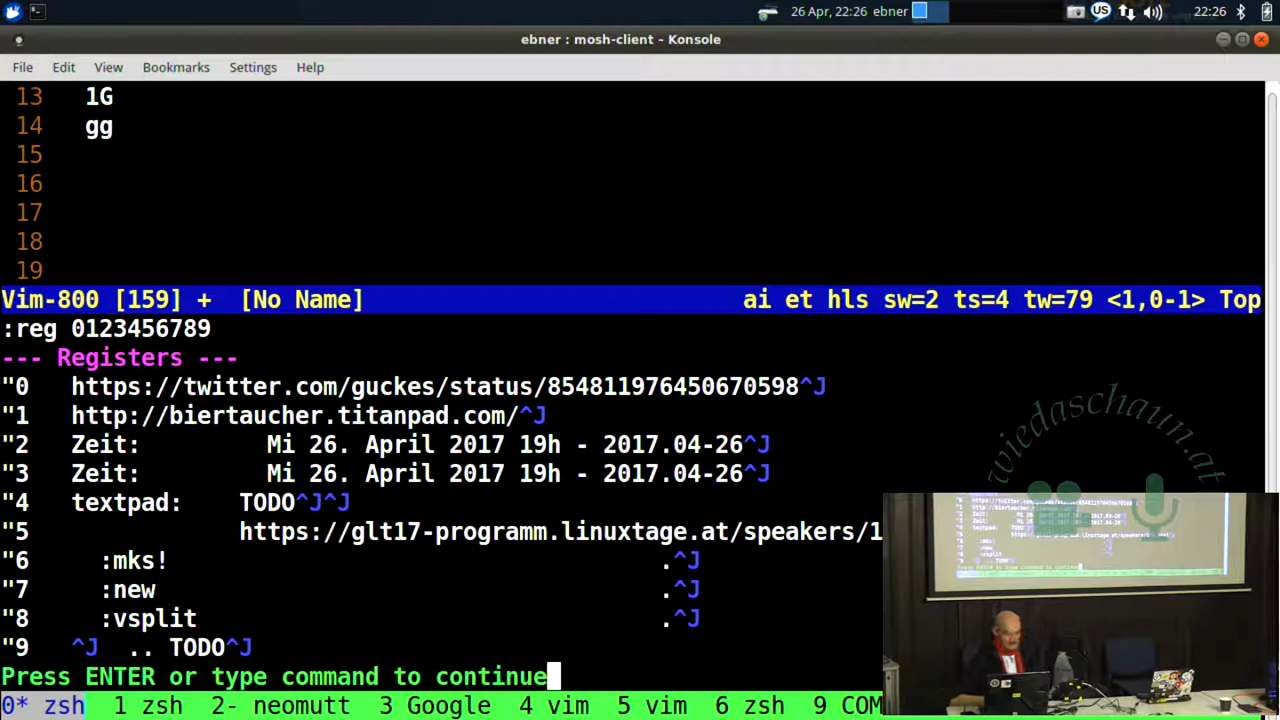 26 Apr, 22:26 ebner US 22:26
ebner : mosh-client – Konsole
File Edit View Bookmarks Settings Help
13 1G
14 gg
15
16
17
18
19
Vim-800 [159] + [No Name] ai et hls sw=2 ts=4 tw=79 <1,0-1> Top
:reg 0123456789
--- Registers ---
"0 https://twitter.com/guckes/status/854811976450670598^J
"1 http://biertaucher.titanpad.com/^J
"2 Zeit: Mi 26. April 2017 19h - 2017.04-26^J
"3 Zeit: Mi 26. April 2017 19h - 2017.04-26^J
"4 textpad: TODO^J^J
"5 https://glt17-programm.linuxtage.at/speakers/1
"6 :mks! .^J
"7 :new .^J
"8 :vsplit .^J
"9 ^J .. TODO^J
Press ENTER or type command to continue
0* zsh 1 zsh 2- neomutt 3 Google 4 vim 5 vim 6 zsh 9 COM
wiedaschaun.at